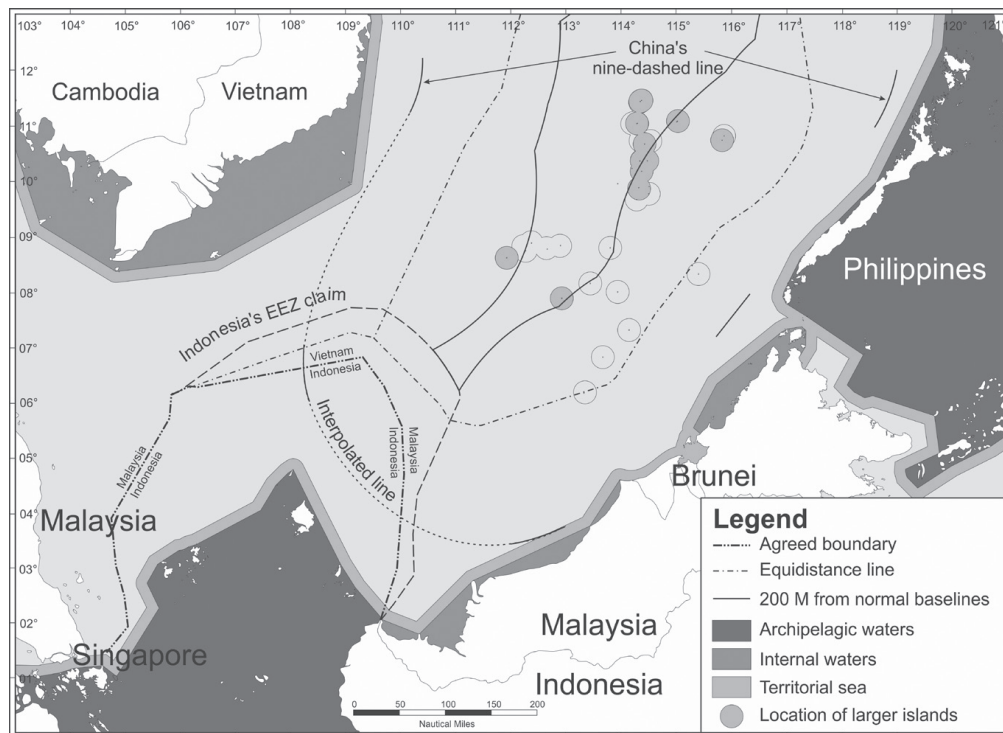 103° 104° 105° 106° 107° 108° 109° 110° 111° 112° 113° 114° 115° 116° 117° 118° 119° 120° 121°
China's
nine-dashed line
12°
Cambodia
Vietnam
11°
10°
09°
Philippines
08°
Indonesia's EEZ claim
07°
Vietnam
Indonesia
06°
Interpolated line
Malaysia
Indonesia
Malaysia
Indonesia
05°
Brunei
04°
Malaysia
03°
02°
Singapore
01°
Malaysia
Indonesia
0 50 100 150 200
Nautical Miles
Legend
Agreed boundary
Equidistance line
200 M from normal baselines
Archipelagic waters
Internal waters
Territorial sea
Location of larger islands